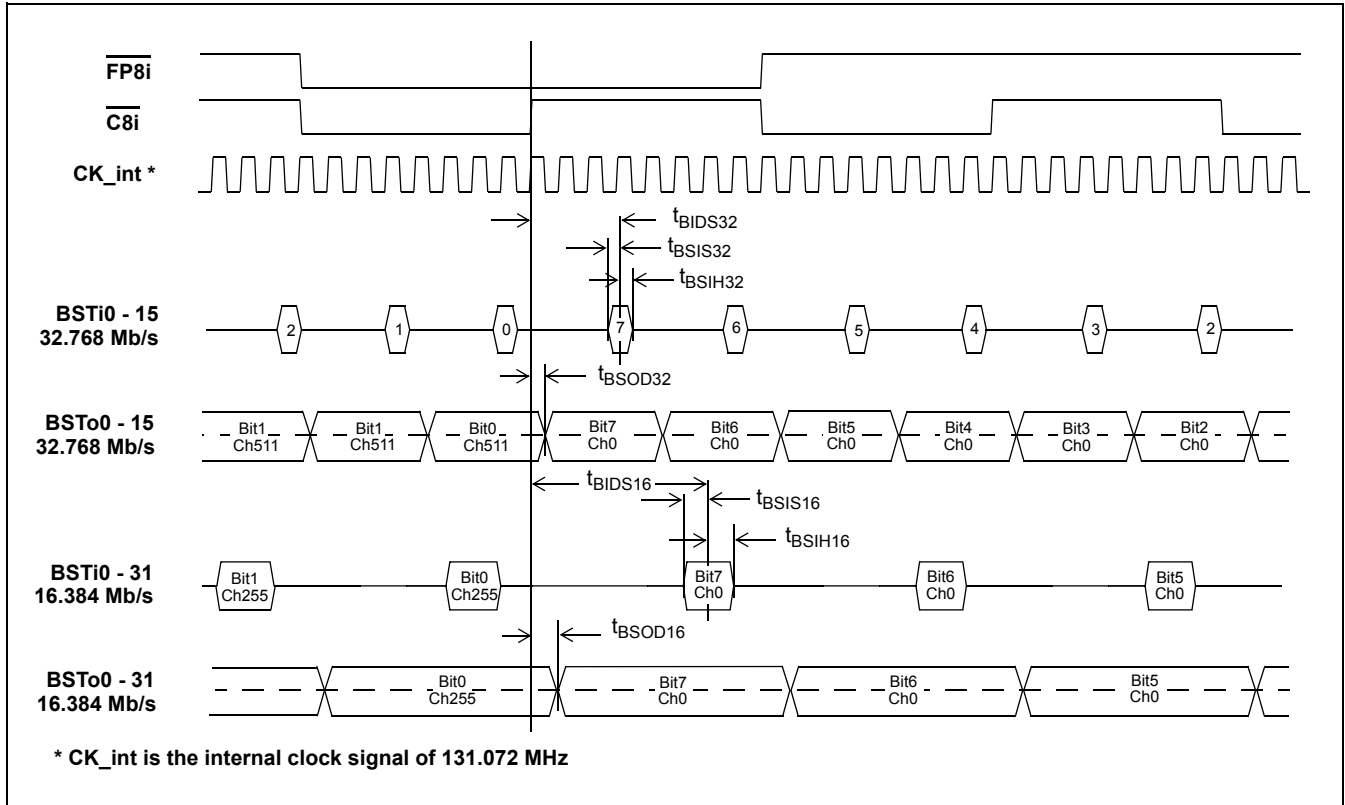 FP8i
C8i
CK_int *
tBIDS32
tBSIS32
tBSIH32
BSTi0 - 15
32.768 Mb/s
2 1 0 7 6 5 4 3 2
tBSOD32
BSTo0 - 15
32.768 Mb/s
Bit1 Bit1 Bit0 Bit7 Bit6 Bit5 Bit4 Bit3 Bit2
Ch511 Ch511 Ch511 Ch0 Ch0 Ch0 Ch0 Ch0 Ch0
tBIDS16
tBSIS16
tBSIH16
BSTi0 - 31
16.384 Mb/s
Bit1 Bit0 Bit7 Bit6 Bit5
Ch255 Ch255 Ch0 Ch0 Ch0
tBSOD16
BSTo0 - 31
16.384 Mb/s
Bit0 Bit7 Bit6 Bit5
Ch255 Ch0 Ch0 Ch0
* CK_int is the internal clock signal of 131.072 MHz